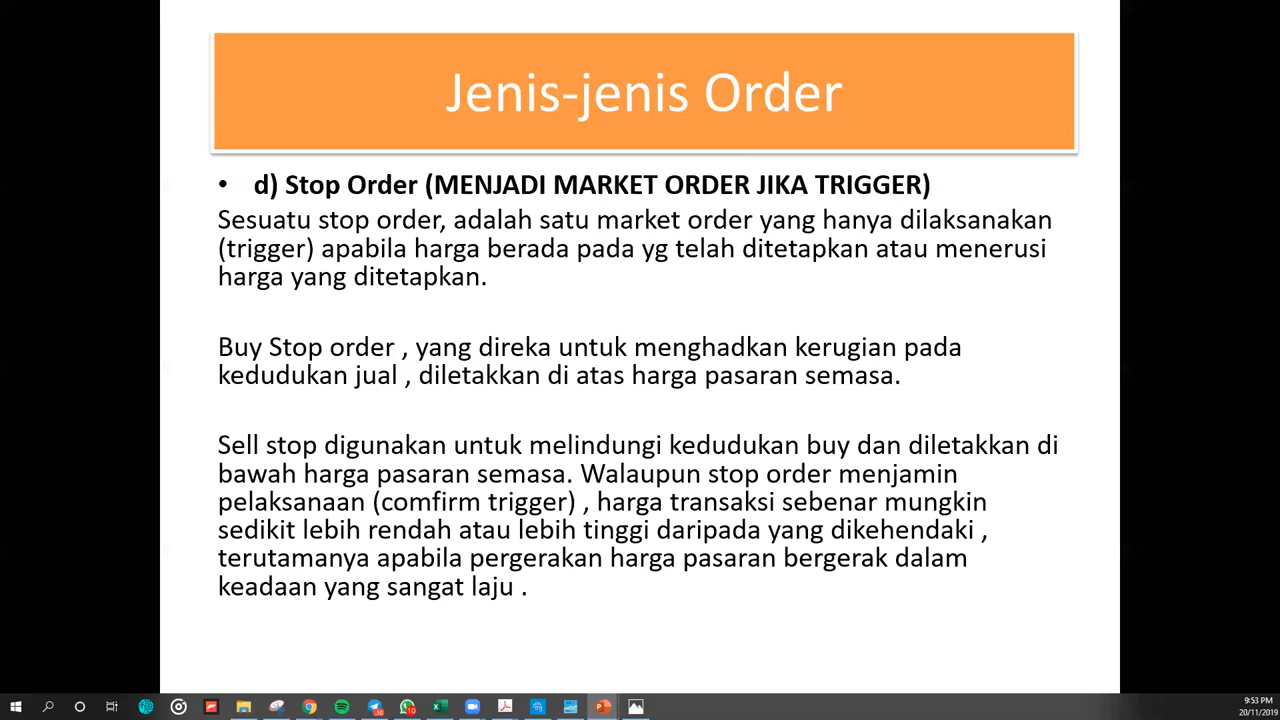 Jenis-jenis Order
• d) Stop Order (MENJADI MARKET ORDER JIKA TRIGGER)
Sesuatu stop order, adalah satu market order yang hanya dilaksanakan
(trigger) apabila harga berada pada yg telah ditetapkan atau menerusi
harga yang ditetapkan.
Buy Stop order , yang direka untuk menghadkan kerugian pada
kedudukan jual , diletakkan di atas harga pasaran semasa.
Sell stop digunakan untuk melindungi kedudukan buy dan diletakkan di
bawah harga pasaran semasa. Walaupun stop order menjamin
pelaksanaan (comfirm trigger) , harga transaksi sebenar mungkin
sedikit lebih rendah atau lebih tinggi daripada yang dikehendaki ,
terutamanya apabila pergerakan harga pasaran bergerak dalam
keadaan yang sangat laju .
9:53 PM
20/11/2019